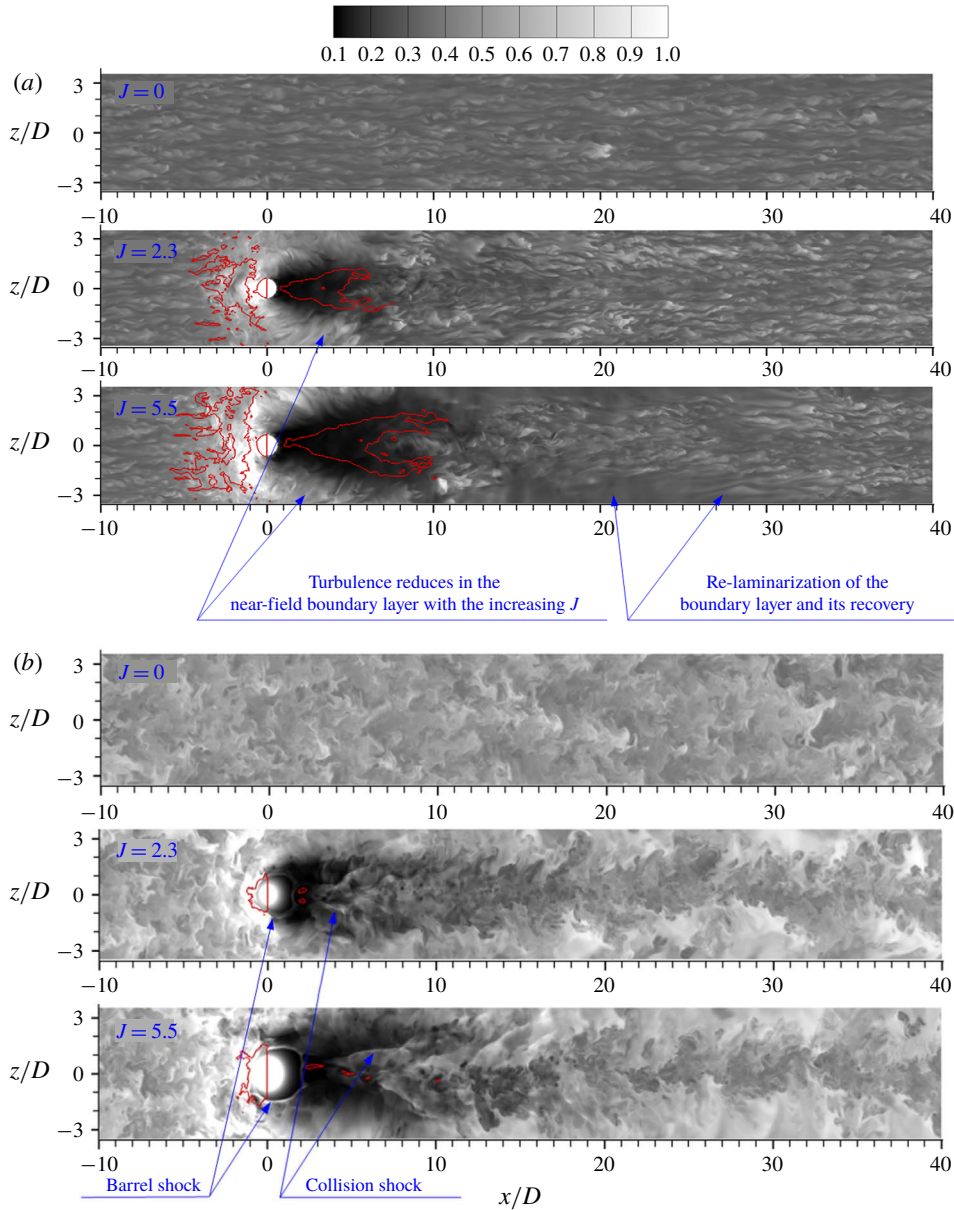 0.1 0.2 0.3 0.4 0.5 0.6 0.7 0.8 0.9 1.0
(a)
J = 0
3
z/D 0
−3
−10 0 10 20 30 40
J = 2.3
3
z/D 0
−3
−10 0 10 20 30 40
J = 5.5
3
z/D 0
−3
−10 0 10 20 30 40
Turbulence reduces in the
near-field boundary layer with the increasing J
Re-laminarization of the
boundary layer and its recovery
(b)
J = 0
3
z/D 0
−3
−10 0 10 20 30 40
J = 2.3
3
z/D 0
−3
−10 0 10 20 30 40
J = 5.5
3
z/D 0
−3
−10 0 10 20 30 40
Barrel shock
Collision shock
x/D